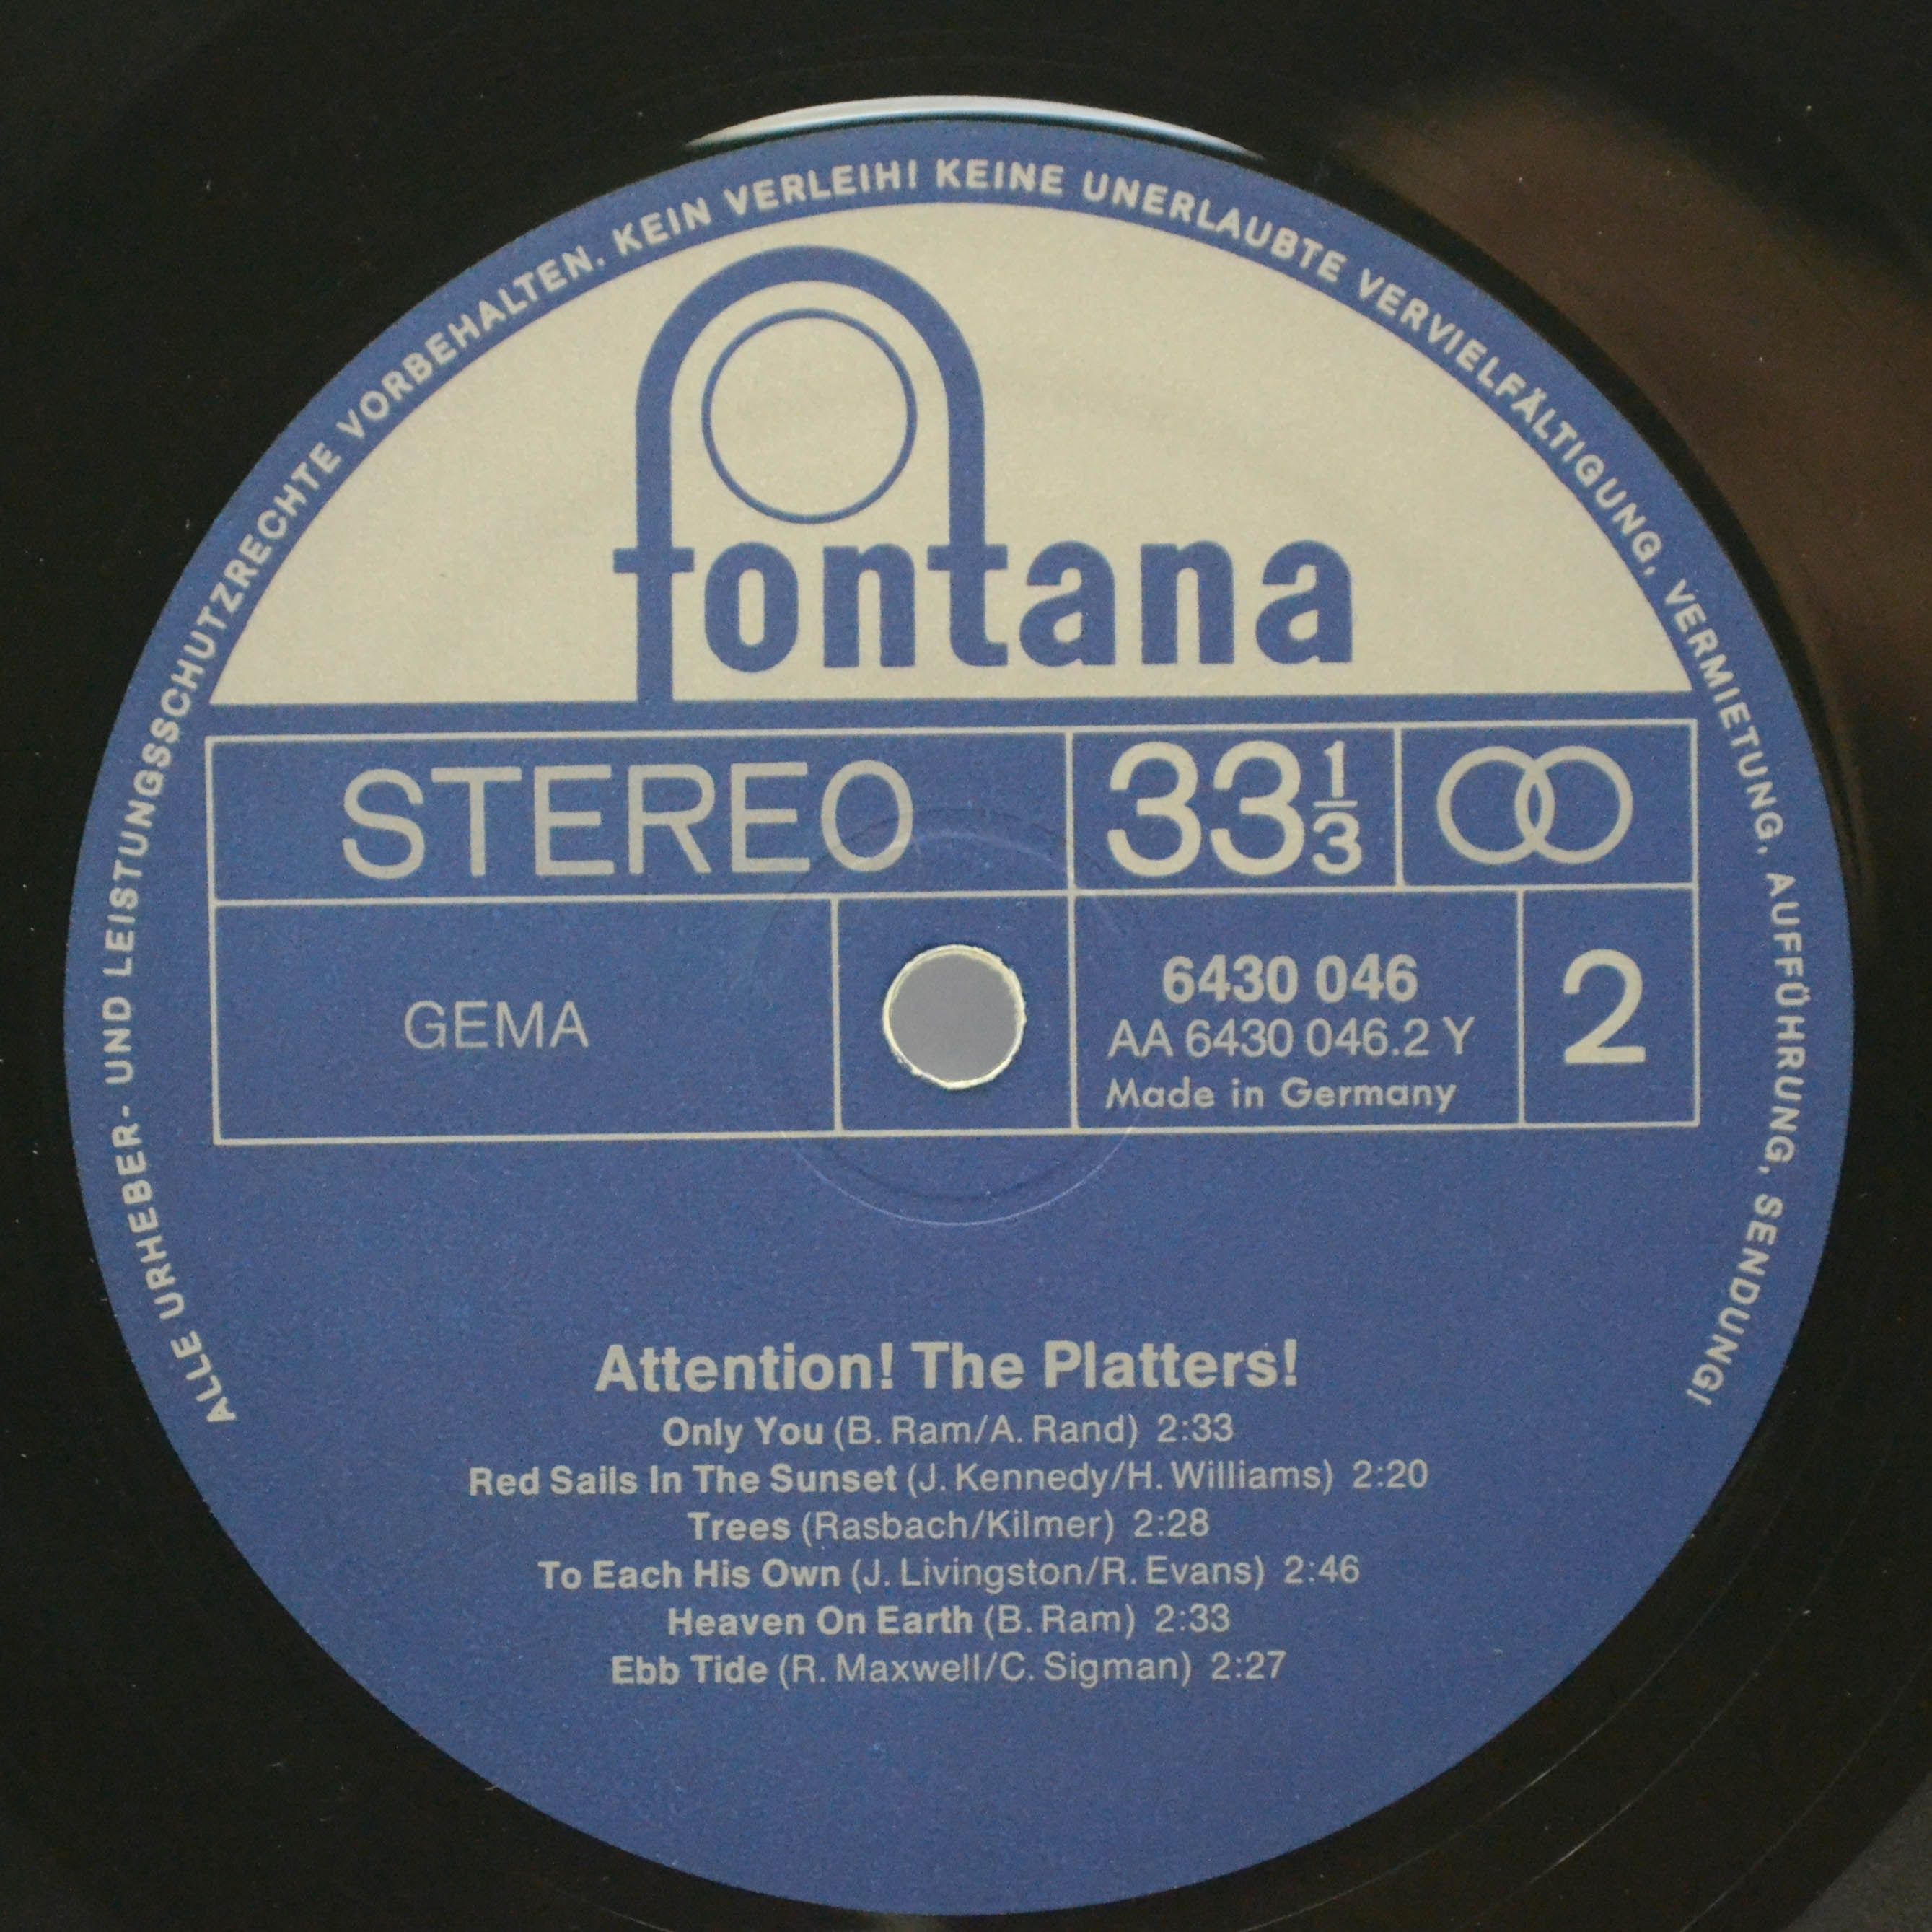 ALLE URHEBER- UND LEISTUNGSSCHUTZRECHTE VORBEHALTEN. KEIN VERLEIH! KEINE UNERLAUBTE VERVIELFÄLTIGUNG, VERMIETUNG, AUFFÜHRUNG, SENDUNG!
fontana
STEREO 33 1/3
GEMA
6430 046
AA 6430 046.2 Y
Made in Germany
2
Attention! The Platters!
Only You (B. Ram/A. Rand) 2:33
Red Sails In The Sunset (J. Kennedy/H. Williams) 2:20
Trees (Rasbach/Kilmer) 2:28
To Each His Own (J. Livingston/R. Evans) 2:46
Heaven On Earth (B. Ram) 2:33
Ebb Tide (R. Maxwell/C. Sigman) 2:27